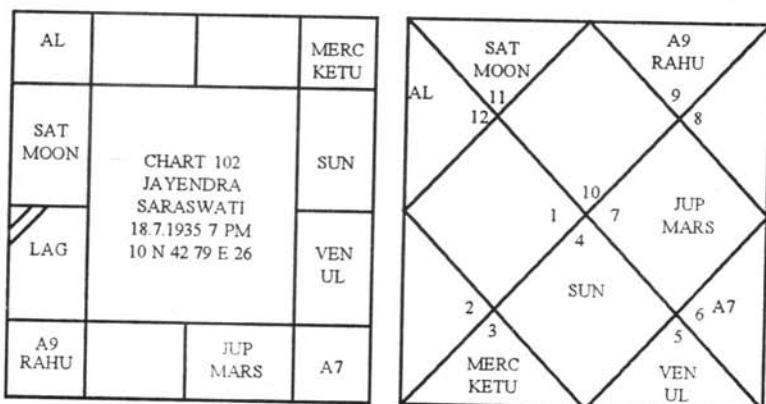 AL
MERC
KETU
SAT
MOON
CHART 102
JAYENDRA
SARASWATI
18.7.1935 7 PM
10 N 42 79 E 26
SUN
LAG
VEN
UL
A9
RAHU
JUP
MARS
A7
SAT
MOON
A9
RAHU
AL
11
12
9
8
10
1
7
4
JUP
MARS
SUN
2
3
6
5
A7
MERC
KETU
VEN
UL